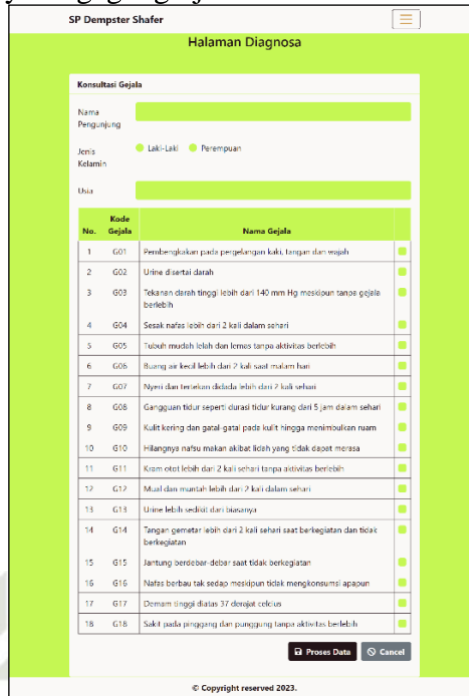 SP Dempster Shafer
Halaman Diagnosa
Konsultasi Gejala
Nama
Pengunjung
Jenis
Kelamin
Laki-Laki Perempuan
Usia
No. Kode Gejala Nama Gejala
1 G01 Pembengkakan pada pergelangan kaki, tangan dan wajah
2 G02 Urine disertai darah
3 G03 Tekanan darah tinggi lebih dari 140 mm Hg meskipun tanpa gejala
berlebih
4 G04 Sesak nafas lebih dari 2 kali dalam sehari
5 G05 Tubuh mudah lelah dan lemas tanpa aktivitas berlebih
6 G06 Buang air kecil lebih dari 2 kali saat malam hari
7 G07 Nyeri dan tertekan didada lebih dari 2 kali sehari
8 G08 Gangguan tidur seperti durasi tidur kurang dari 5 jam dalam sehari
9 G09 Kulit kering dan gatal-gatal pada kulit hingga menimbulkan ruam
10 G10 Hilangnya nafsu makan akibat lidah yang tidak dapat merasa
11 G11 Kram otot lebih dari 2 kali sehari tanpa aktivitas berlebih
12 G12 Mual dan muntah lebih dari 2 kali dalam sehari
13 G13 Urine lebih sedikit dari biasanya
14 G14 Tangan gemetar lebih dari 2 kali sehari saat berkegiatan dan tidak
berkegiatan
15 G15 Jantung berdebar-debar saat tidak berkegiatan
16 G16 Nafas berbau tak sedap meskipun tidak mengkonsumsi apapun
17 G17 Demam tinggi diatas 37 derajat celcius
18 G18 Sakit pada pinggang dan punggung tanpa aktivitas berlebih
Proses Data Cancel
© Copyright reserved 2023.